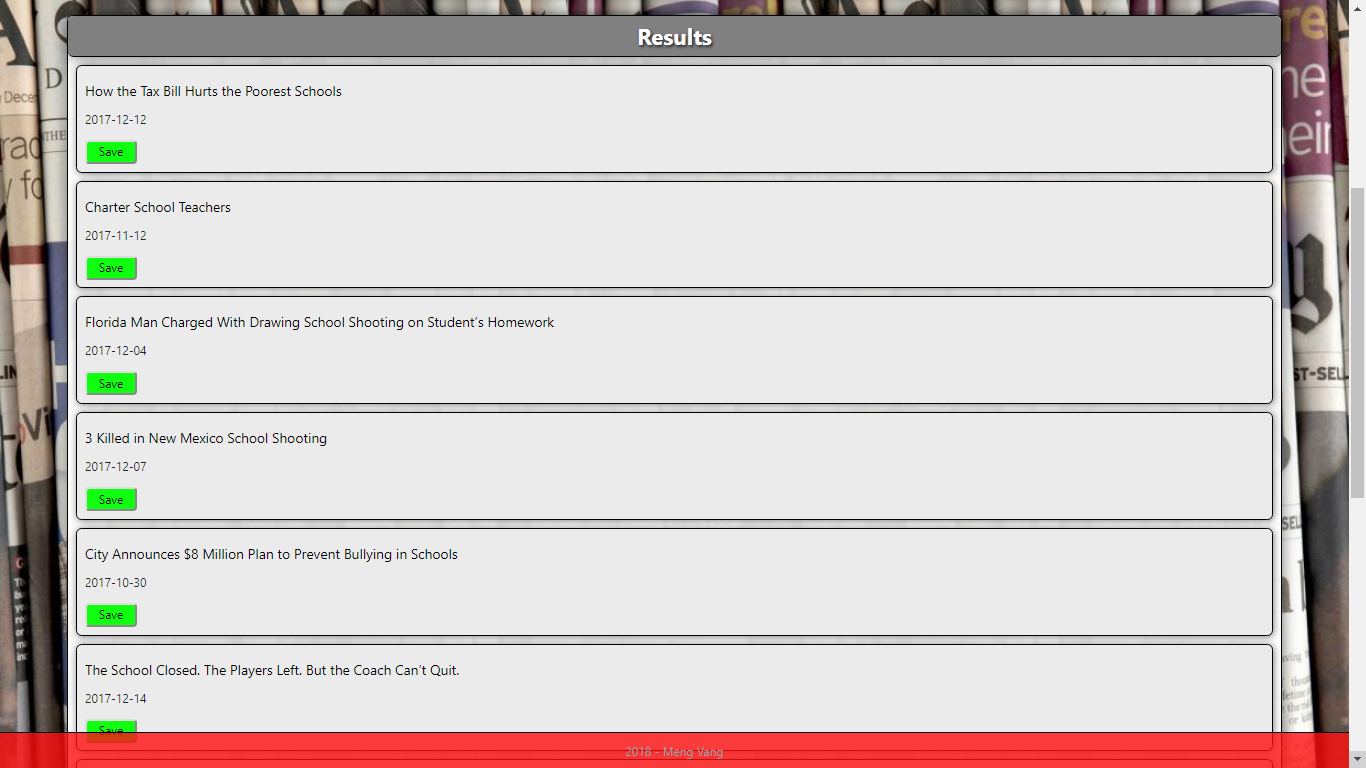 Results
How the Tax Bill Hurts the Poorest Schools
2017-12-12
Save
Charter School Teachers
2017-11-12
Save
Florida Man Charged With Drawing School Shooting on Student's Homework
2017-12-04
Save
3 Killed in New Mexico School Shooting
2017-12-07
Save
City Announces $8 Million Plan to Prevent Bullying in Schools
2017-10-30
Save
The School Closed. The Players Left. But the Coach Can't Quit.
2017-12-14
Save
2018 - Meng Vang